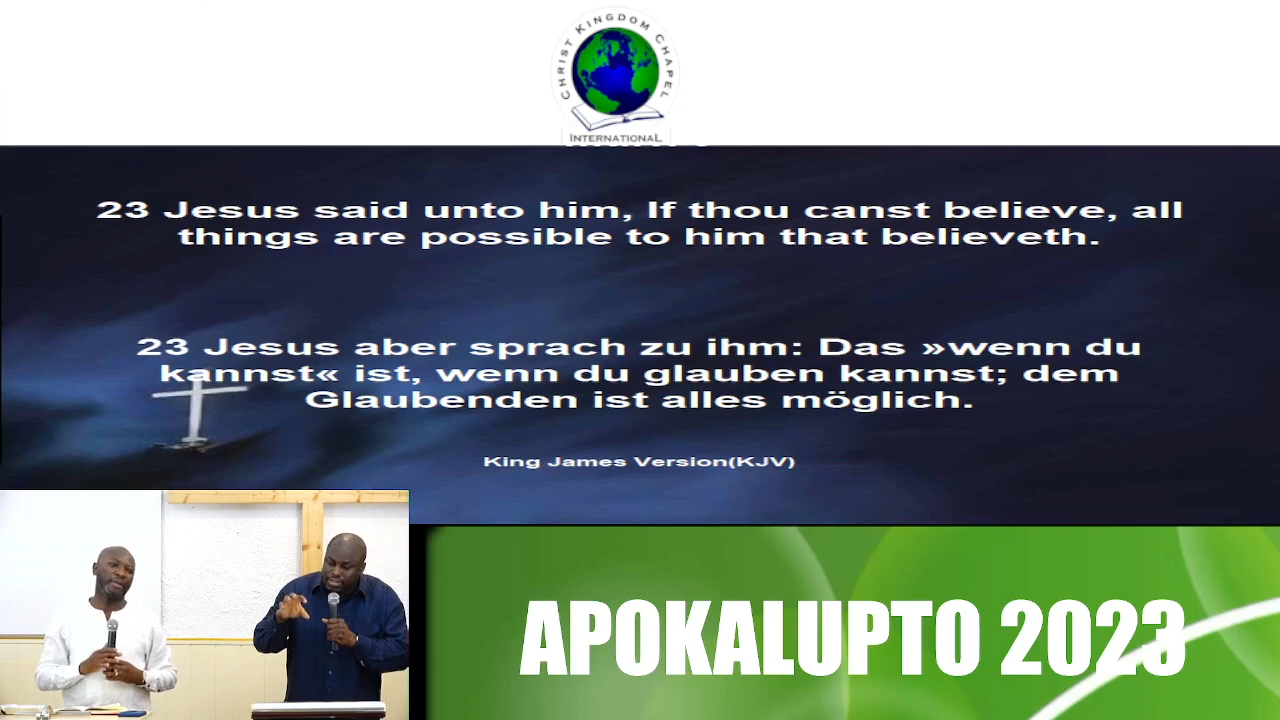 CHRIST KINGDOM CHAPEL
INTERNATIONAL
23 Jesus said unto him, If thou canst believe, all
things are possible to him that believeth.
23 Jesus aber sprach zu ihm: Das »wenn du
kannst« ist, wenn du glauben kannst; dem
Glaubenden ist alles möglich.
King James Version(KJV)
APOKALUPTO 2023